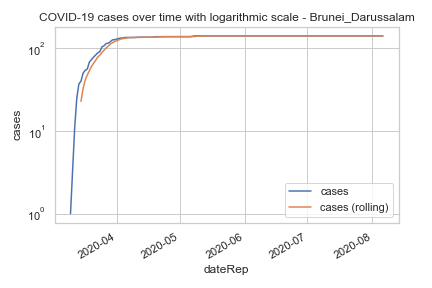 COVID-19 cases over time with logarithmic scale - Brunei_Darussalam
10²
10¹
10⁰
cases
cases
cases (rolling)
2020-04
2020-05
2020-06
2020-07
2020-08
dateRep